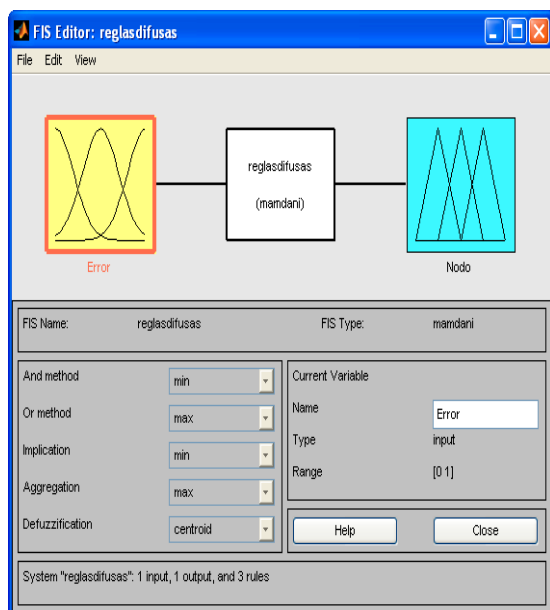 FIS Editor: reglasdifusas
File Edit View
reglasdifusas
(mamdani)
Error
Nodo
FIS Name: reglasdifusas FIS Type: mamdani
And method min
Or method max
Implication min
Aggregation max
Defuzzification centroid
Current Variable
Name Error
Type input
Range [0 1]
Help Close
System "reglasdifusas": 1 input, 1 output, and 3 rules